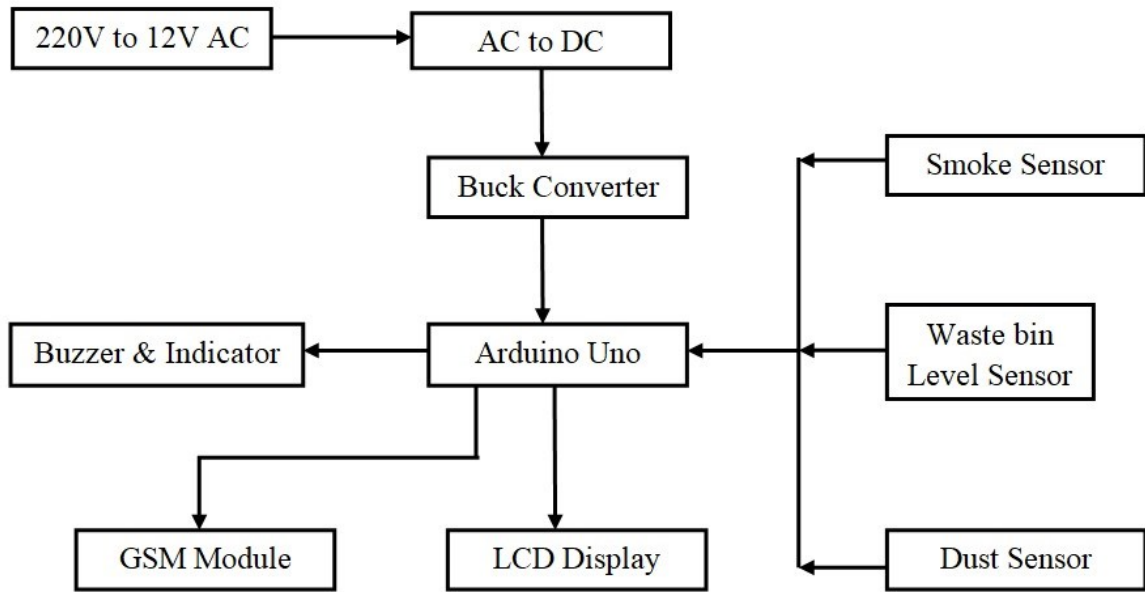 220V to 12V AC
AC to DC
Buck Converter
Smoke Sensor
Buzzer & Indicator
Arduino Uno
Waste bin
Level Sensor
GSM Module
LCD Display
Dust Sensor